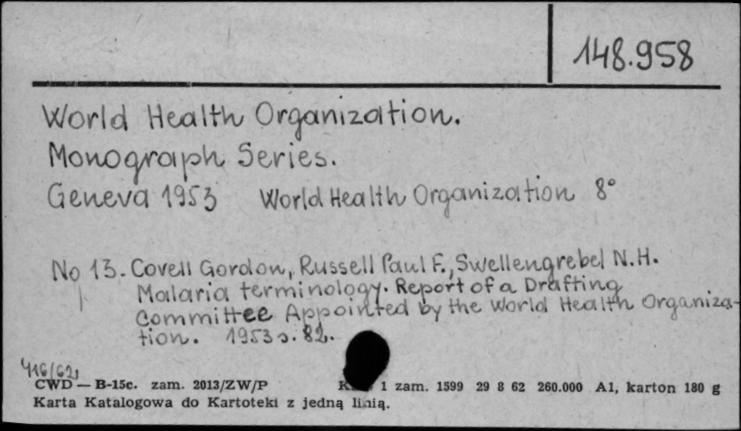 148.958
World Health Organization.
Monograph Series.
Geneva 1953 World Health Organization 8°
No 13. Covell Gordon, Russell Paul F., Swellengrebel N.H.
Malaria terminology. Report of a Drafting
Committee Appointed by the World Health Organiza-
tion. 1953 s. 82.
416/62
CWD — B-15c. zam. 2013/ZW/P 1 zam. 1599 29 8 62 260.000 A1, karton 180 g
Karta Katalogowa do Kartoteki z jedną linią.